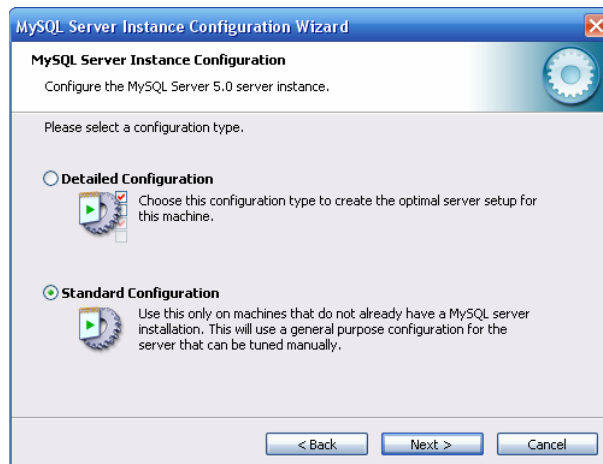 MySQL Server Instance Configuration Wizard
MySQL Server Instance Configuration
Configure the MySQL Server 5.0 server instance.
Please select a configuration type.
Detailed Configuration
Choose this configuration type to create the optimal server setup for
this machine.
Standard Configuration
Use this only on machines that do not already have a MySQL server
installation. This will use a general purpose configuration for the
server that can be tuned manually.
< Back Next > Cancel